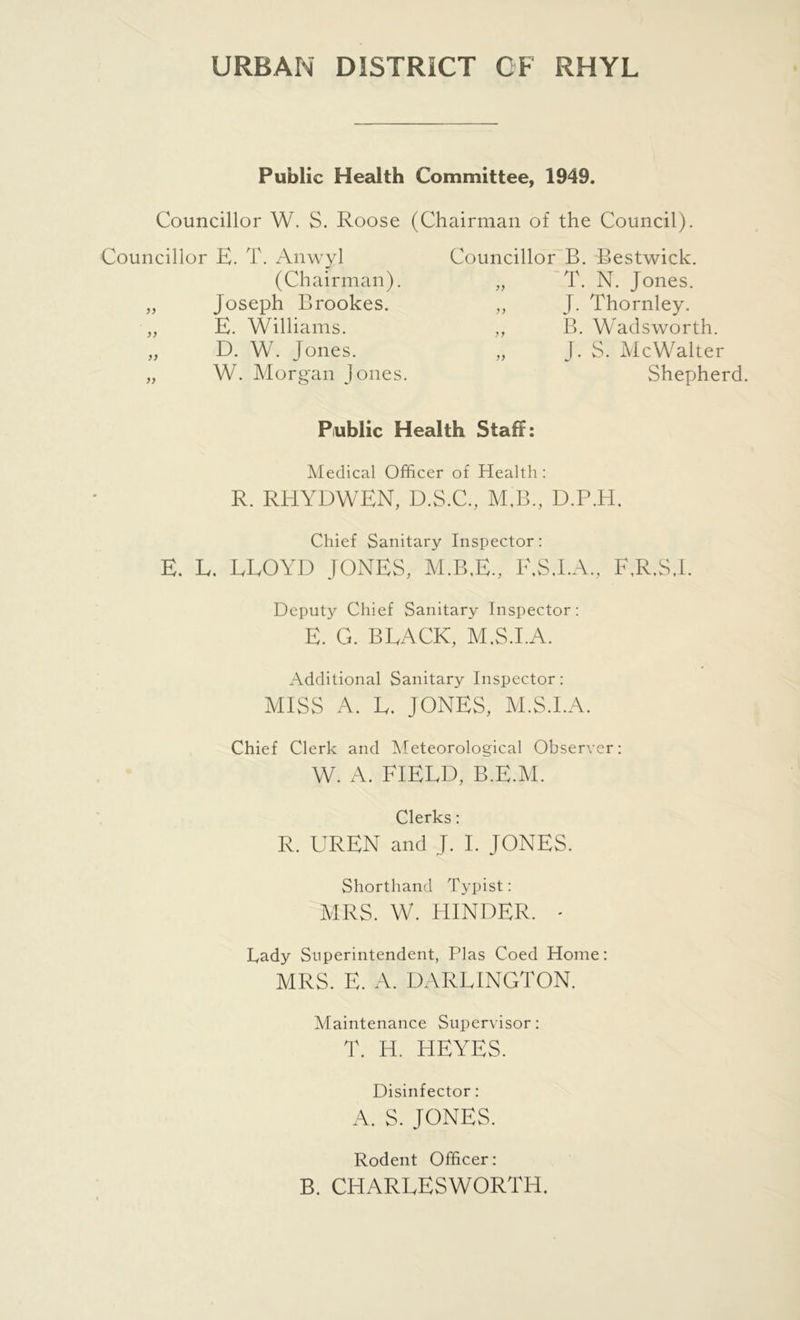 URBAN DISTRICT OF RHYL
Public Health Committee, 1949.
Councillor W. S. Roose (Chairman of the Council).
Councillor E. T. Anwyl
(Chairman).
„ Joseph Brookes.
„ E. Williams.
„ D. W. Jones.
„ W. Morgan Jones.
Councillor B. Bestwick.
„ T. N. Jones.
„ J. Thornley.
„ B. Wadsworth.
„ J. S. McWalter
Shepherd.
Public Health Staff:
Medical Officer of Health:
R. RHYDWEN, D.S.C., M.B., D.P.H.
Chief Sanitary Inspector:
E. L. LLOYD JONES, M.B.E., F.S.I.A., F.R.S.I.
Deputy Chief Sanitary Inspector:
E. G. BLACK, M.S.I.A.
Additional Sanitary Inspector:
MISS A. L. JONES, M.S.I.A.
Chief Clerk and Meteorological Observer:
W. A. FIELD, B.E.M.
Clerks:
R. UREN and J. I. JONES.
Shorthand Typist:
MRS. W. HINDER. -
Lady Superintendent, Plas Coed Home:
MRS. E. A. DARLINGTON.
Maintenance Supervisor:
T. H. HEYES.
Disinfector:
A. S. JONES.
Rodent Officer:
B. CHARLESWORTH.